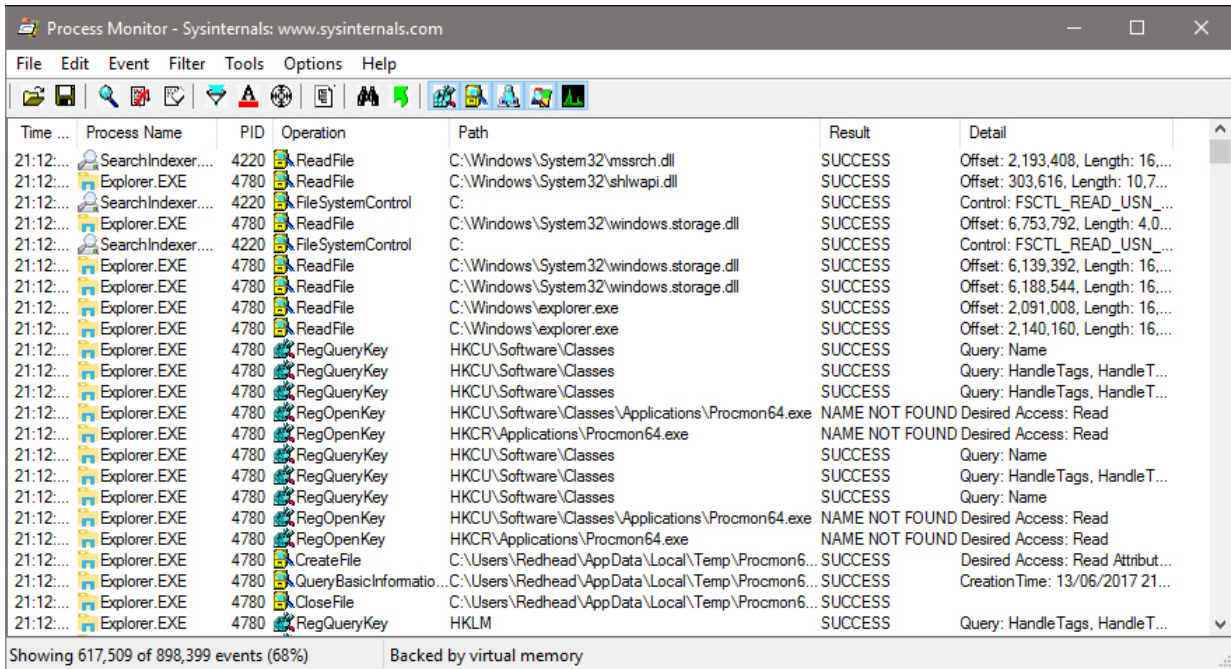 Process Monitor - Sysinternals: www.sysinternals.com
File Edit Event Filter Tools Options Help
Time ... Process Name PID Operation Path Result Detail
21:12:... SearchIndexer.... 4220 ReadFile C:\Windows\System32\mssrch.dll SUCCESS Offset: 2,193,408, Length: 16,...
21:12:... Explorer.EXE 4780 ReadFile C:\Windows\System32\shlwapi.dll SUCCESS Offset: 303,616, Length: 10,7...
21:12:... SearchIndexer.... 4220 FileSystemControl C: SUCCESS Control: FSCTL_READ_USN_...
21:12:... Explorer.EXE 4780 ReadFile C:\Windows\System32\windows.storage.dll SUCCESS Offset: 6,753,792, Length: 4,0...
21:12:... SearchIndexer.... 4220 FileSystemControl C: SUCCESS Control: FSCTL_READ_USN_...
21:12:... Explorer.EXE 4780 ReadFile C:\Windows\System32\windows.storage.dll SUCCESS Offset: 6,139,392, Length: 16,...
21:12:... Explorer.EXE 4780 ReadFile C:\Windows\System32\windows.storage.dll SUCCESS Offset: 6,188,544, Length: 16,...
21:12:... Explorer.EXE 4780 ReadFile C:\Windows\explorer.exe SUCCESS Offset: 2,091,008, Length: 16,...
21:12:... Explorer.EXE 4780 ReadFile C:\Windows\explorer.exe SUCCESS Offset: 2,140,160, Length: 16,...
21:12:... Explorer.EXE 4780 RegQueryKey HKCU\Software\Classes SUCCESS Query: Name
21:12:... Explorer.EXE 4780 RegQueryKey HKCU\Software\Classes SUCCESS Query: HandleTags, HandleT...
21:12:... Explorer.EXE 4780 RegQueryKey HKCU\Software\Classes SUCCESS Query: HandleTags, HandleT...
21:12:... Explorer.EXE 4780 RegOpenKey HKCU\Software\Classes\Applications\Procmon64.exe NAME NOT FOUND Desired Access: Read
21:12:... Explorer.EXE 4780 RegOpenKey HKCR\Applications\Procmon64.exe NAME NOT FOUND Desired Access: Read
21:12:... Explorer.EXE 4780 RegQueryKey HKCU\Software\Classes SUCCESS Query: Name
21:12:... Explorer.EXE 4780 RegQueryKey HKCU\Software\Classes SUCCESS Query: HandleTags, HandleT...
21:12:... Explorer.EXE 4780 RegQueryKey HKCU\Software\Classes SUCCESS Query: Name
21:12:... Explorer.EXE 4780 RegOpenKey HKCU\Software\Classes\Applications\Procmon64.exe NAME NOT FOUND Desired Access: Read
21:12:... Explorer.EXE 4780 RegOpenKey HKCR\Applications\Procmon64.exe NAME NOT FOUND Desired Access: Read
21:12:... Explorer.EXE 4780 CreateFile C:\Users\Redhead\AppData\Local\Temp\Procmon6... SUCCESS Desired Access: Read Attribut...
21:12:... Explorer.EXE 4780 QueryBasicInformatio... C:\Users\Redhead\AppData\Local\Temp\Procmon6... SUCCESS CreationTime: 13/06/2017 21...
21:12:... Explorer.EXE 4780 CloseFile C:\Users\Redhead\AppData\Local\Temp\Procmon6... SUCCESS
21:12:... Explorer.EXE 4780 RegQueryKey HKLM SUCCESS Query: HandleTags, HandleT...
Showing 617,509 of 898,399 events (68%) Backed by virtual memory